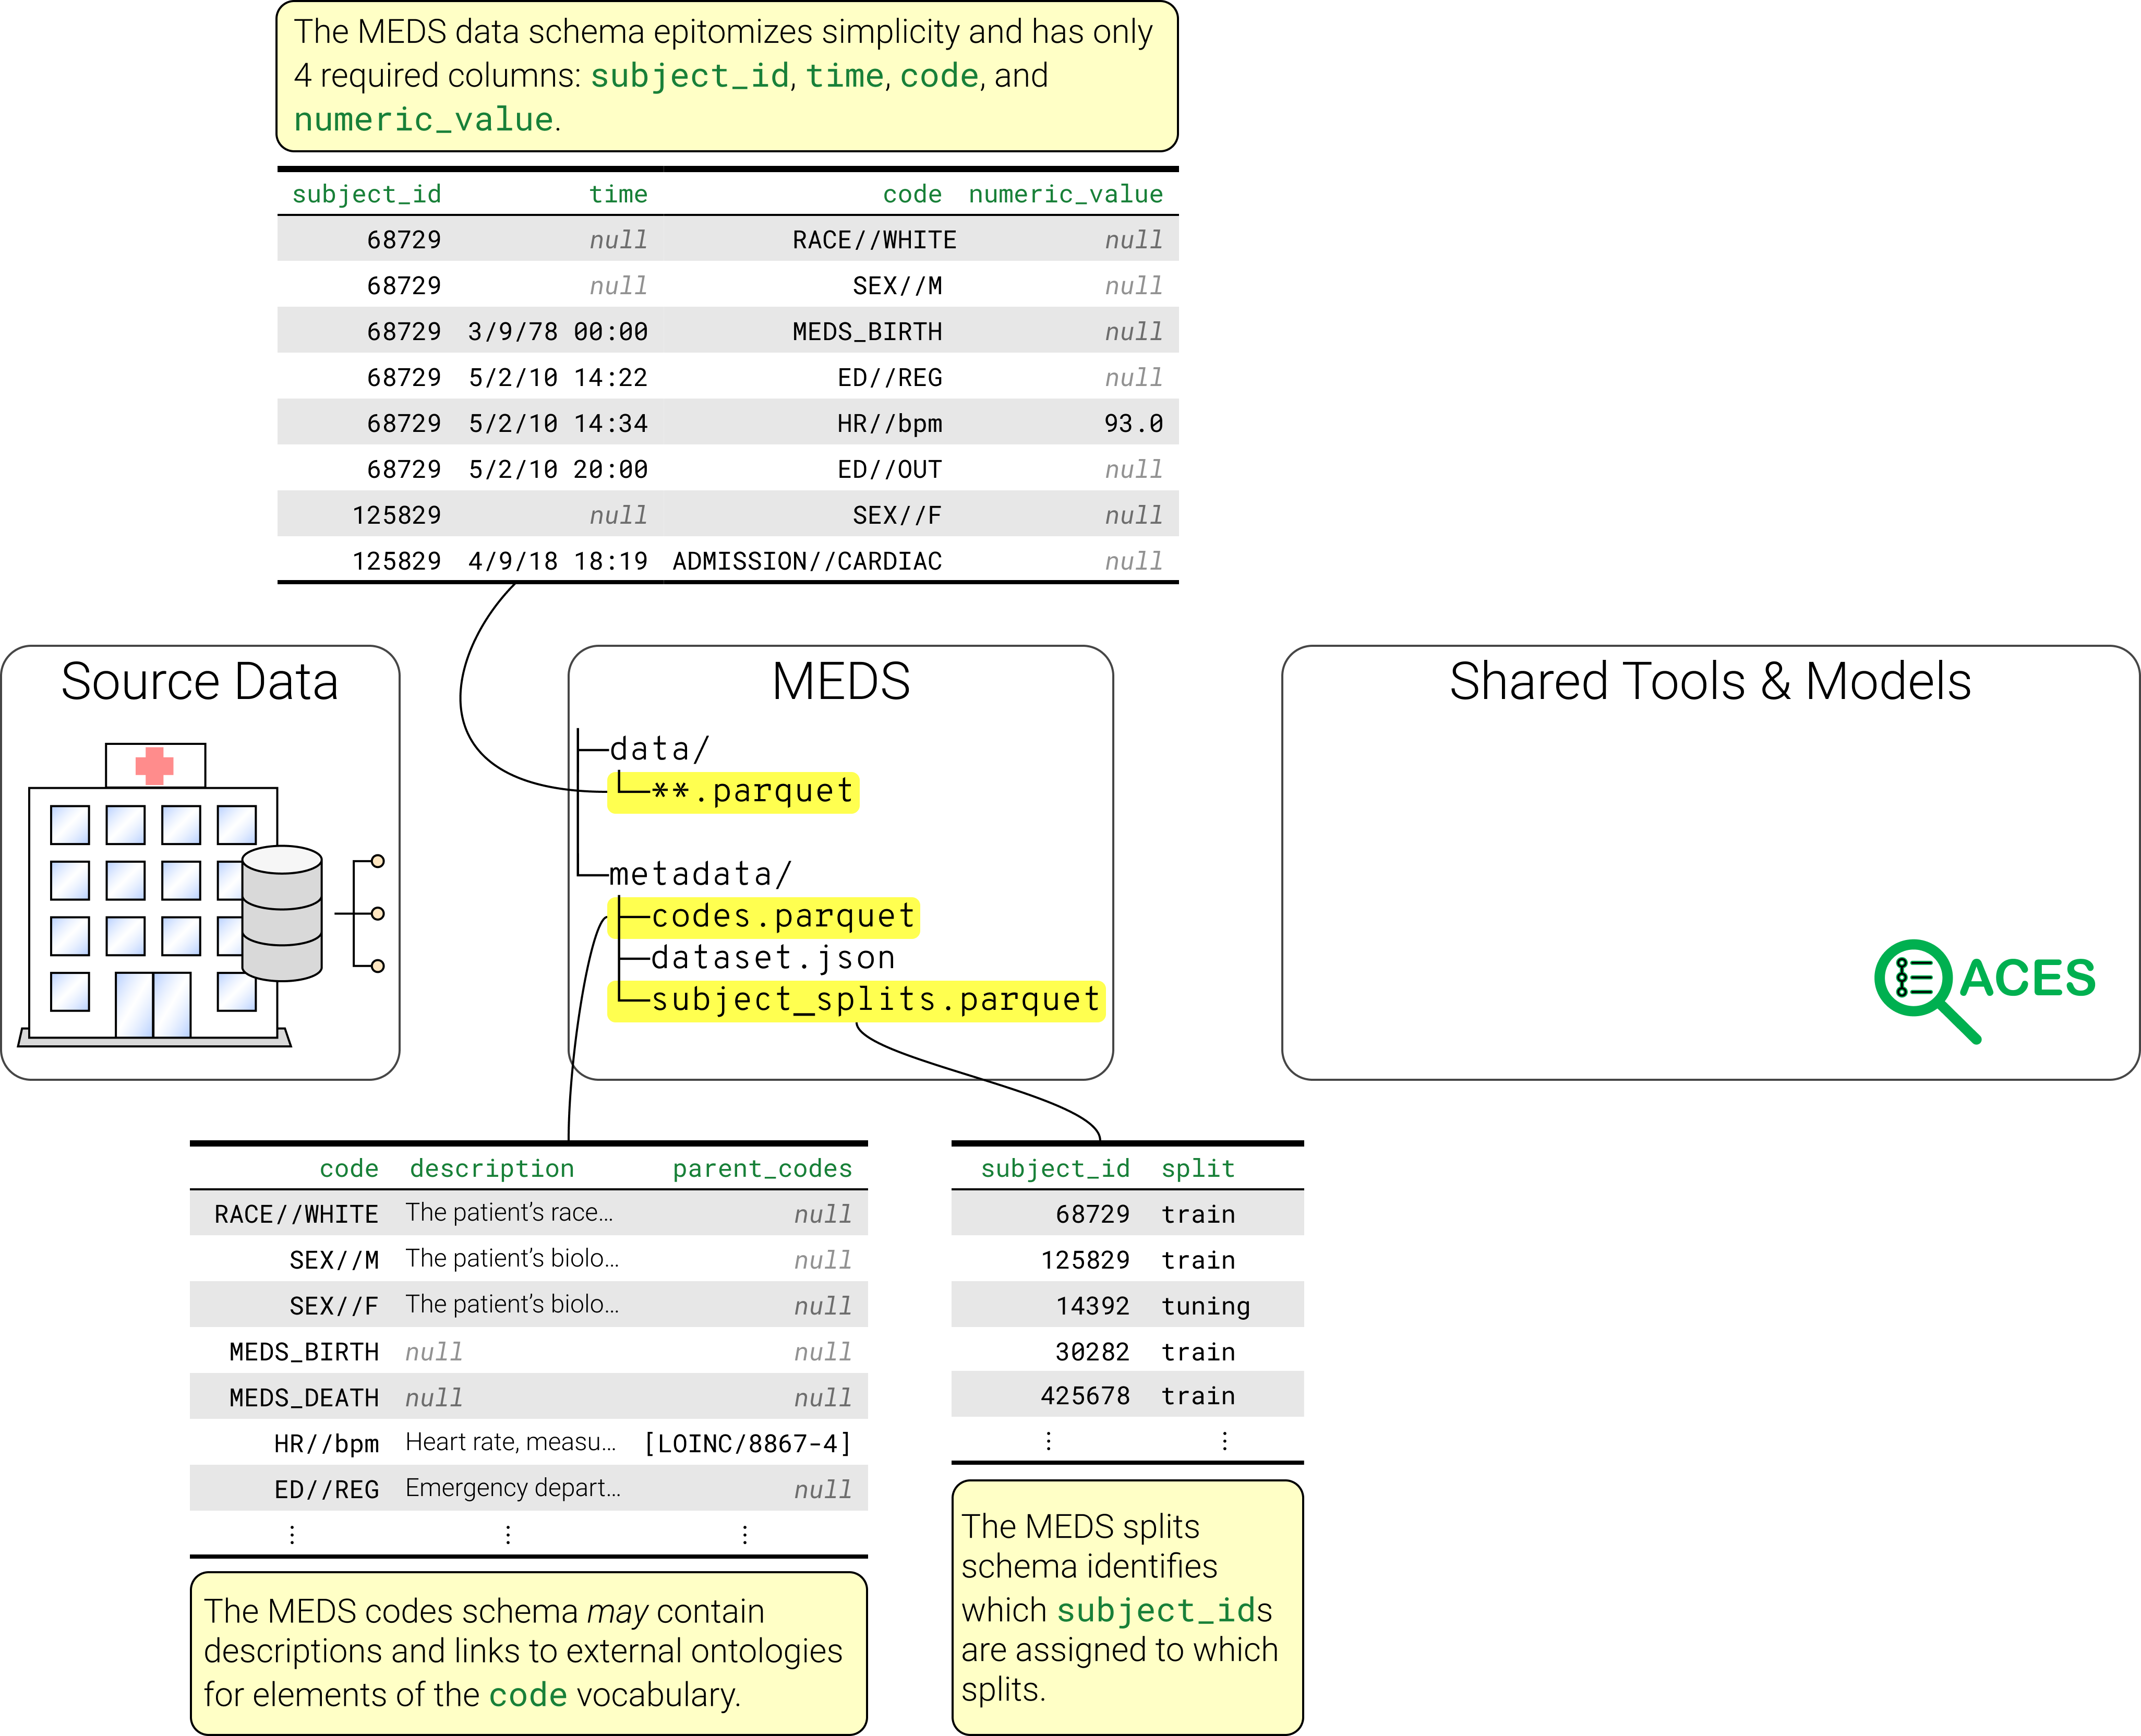 The MEDS data schema epitomizes simplicity and has only
4 required columns: subject_id, time, code, and
numeric_value.
subject_id time code numeric_value
68729 null RACE//WHITE null
68729 null SEX//M null
68729 3/9/78 00:00 MEDS_BIRTH null
68729 5/2/10 14:22 ED//REG null
68729 5/2/10 14:34 HR//bpm 93.0
68729 5/2/10 20:00 ED//OUT null
125829 null SEX//F null
125829 4/9/18 18:19 ADMISSION//CARDIAC null
Source Data
MEDS
data/
**.parquet
metadata/
codes.parquet
dataset.json
subject_splits.parquet
Shared Tools & Models
ACES
code description parent_codes
RACE//WHITE The patient’s race... null
SEX//M The patient’s biolo... null
SEX//F The patient’s biolo... null
MEDS_BIRTH null null
MEDS_DEATH null null
HR//bpm Heart rate, measu... [LOINC/8867-4]
ED//REG Emergency depart... null
⋮ ⋮ ⋮
The MEDS codes schema may contain
descriptions and links to external ontologies
for elements of the code vocabulary.
subject_id split
68729 train
125829 train
14392 tuning
30282 train
425678 train
⋮ ⋮
The MEDS splits
schema identifies
which subject_ids
are assigned to which
splits.